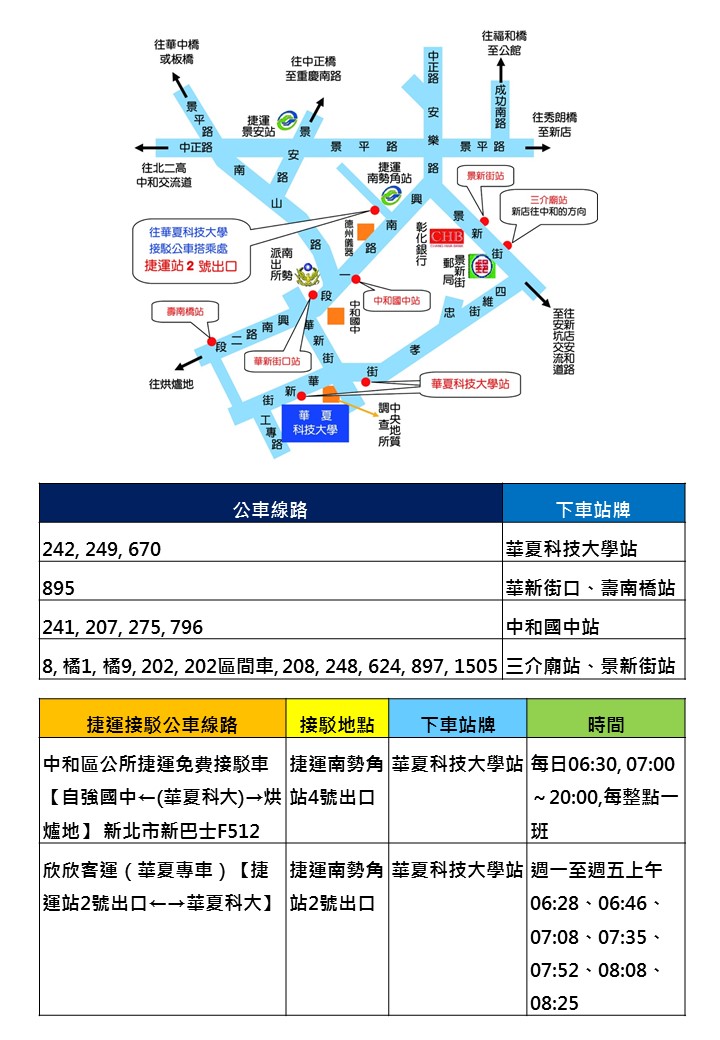 往華中橋
或板橋
往中正橋
至重慶南路
往福和橋
至公館
中正路
成功南路
景平路
捷運
景安站
景安路
往秀朗橋
至新店
中正路
景平路
安樂路
景平路
往北二高
中和交流道
南山路
捷運
南勢角站
景新街站
三介廟站
新店往中和的方向
往華夏科技大學
接駁公車搭乘處
捷運站2 號出口
德州儀器
興南路一段
彰化銀行
CHB
景新街
景新街
郵局
郵
南勢
派出所
中和國中站
中和國中
四維街
忠孝街
往新店安和路
至安坑交流道
壽南橋站
興南路二段
華新街
華新街口站
往烘爐地
華新街
華夏科技大學站
華 夏
科技大學
中央地質
調查所
工專路
公車線路 下車站牌
242, 249, 670 華夏科技大學站
895 華新街口、壽南橋站
241, 207, 275, 796 中和國中站
8, 橘1, 橘9, 202, 202區間車, 208, 248, 624, 897, 1505 三介廟站、景新街站
捷運接駁公車線路 接駁地點 下車站牌 時間
中和區公所捷運免費接駁車 捷運南勢角 華夏科技大學站 每日06:30, 07:00
【自強國中←(華夏科大)→烘 站4號出口 ～20:00,每整點一
爐地】 新北市新巴士F512 班
欣欣客運（華夏專車）【捷 捷運南勢角 華夏科技大學站 週一至週五上午
運站2號出口←→華夏科大】 站2號出口 06:28、06:46、
07:08、07:35、
07:52、08:08、
08:25